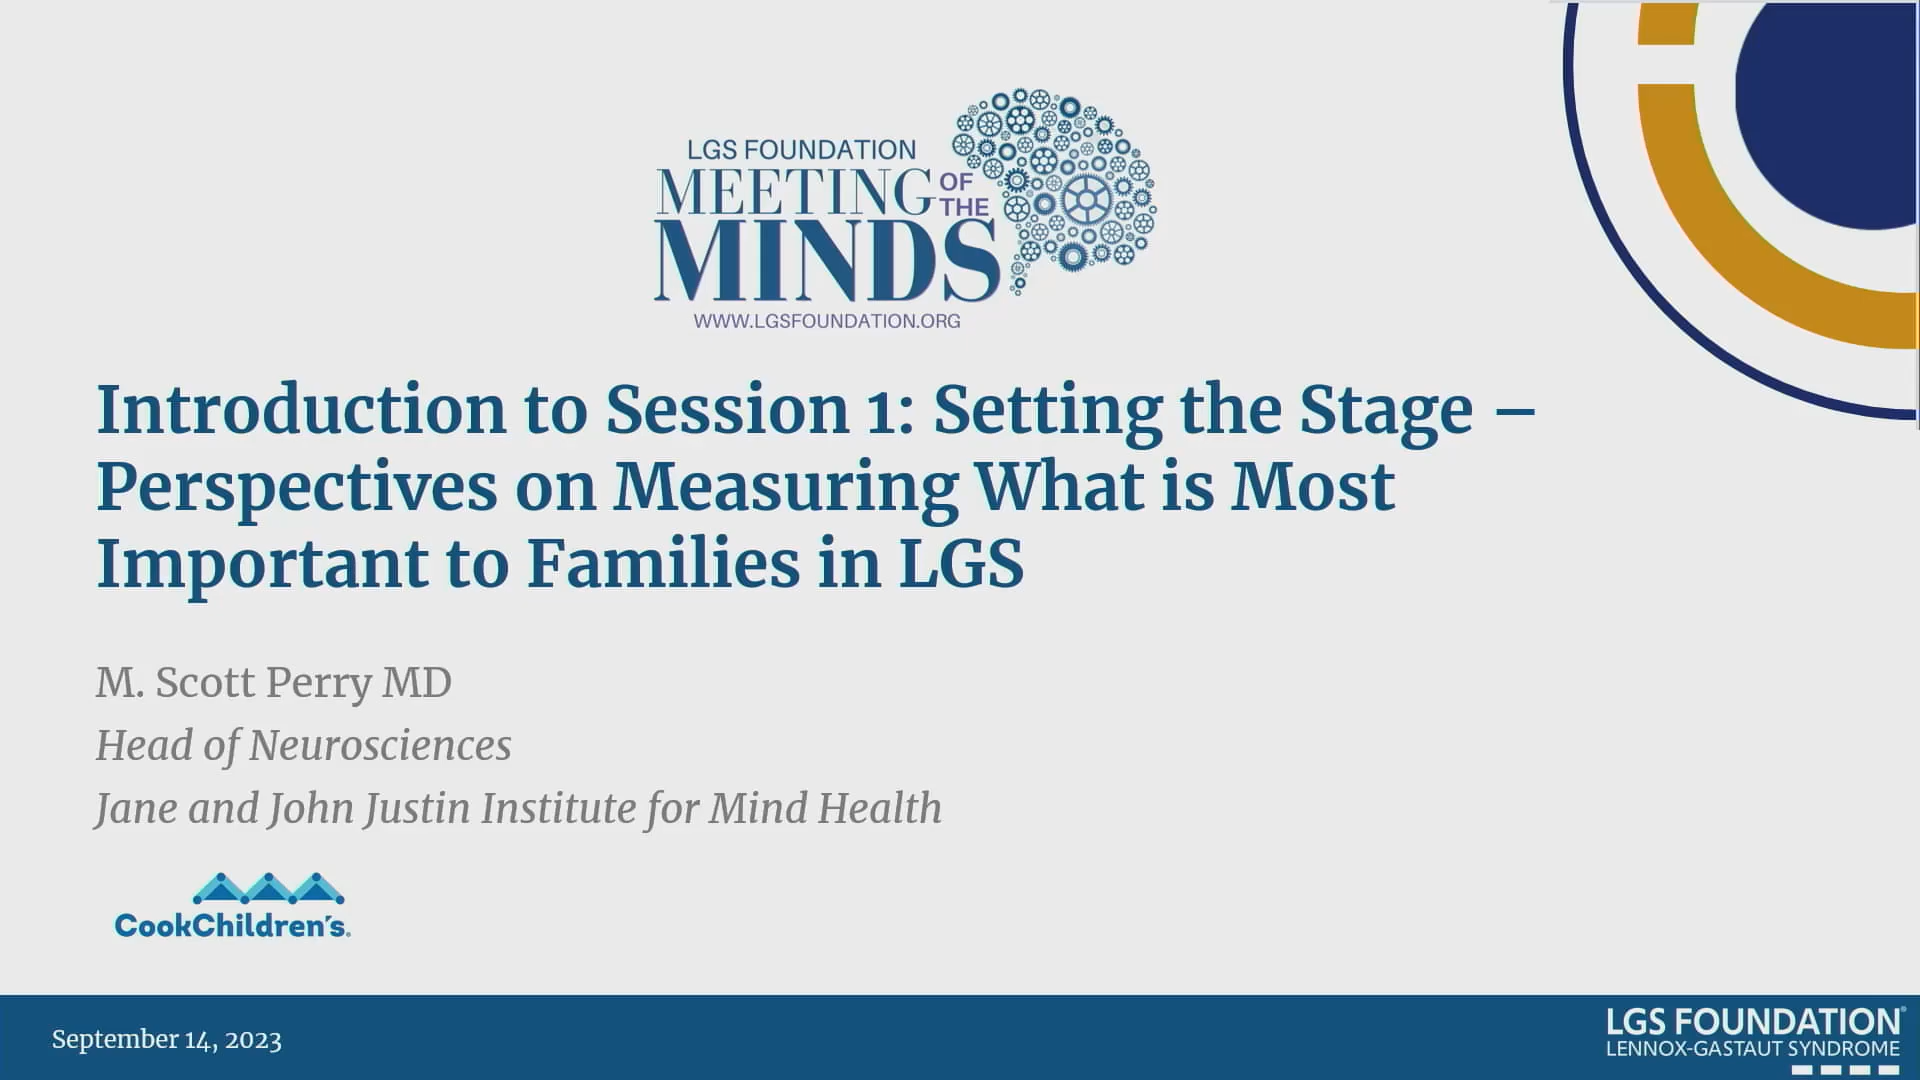 LGS FOUNDATION
MEETING OF THE
MINDS
WWW.LGSFOUNDATION.ORG
Introduction to Session 1: Setting the Stage –
Perspectives on Measuring What is Most
Important to Families in LGS
M. Scott Perry MD
Head of Neurosciences
Jane and John Justin Institute for Mind Health
CookChildren's.
September 14, 2023
LGS FOUNDATION®
LENNOX-GASTAUT SYNDROME